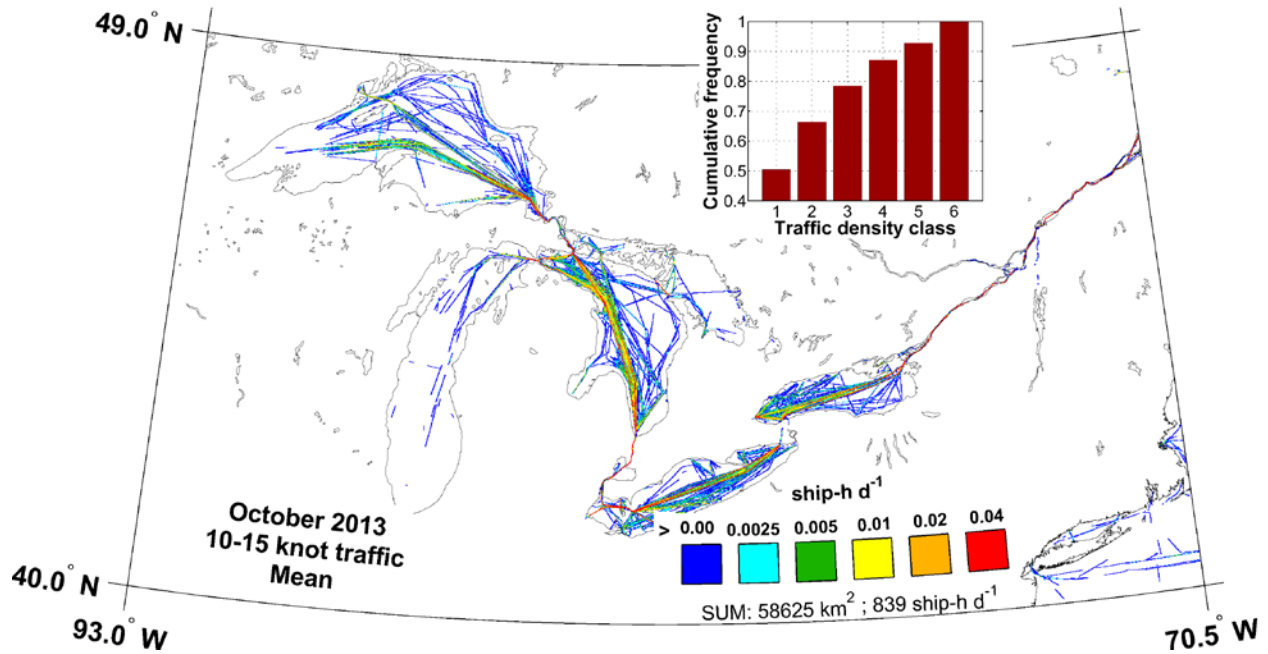 49.0° N
1
0.9
0.8
0.7
0.6
0.5
0.4
Cumulative frequency
1 2 3 4 5 6
Traffic density class
October 2013
10-15 knot traffic
Mean
ship-h d⁻¹
> 0.00 0.0025 0.005 0.01 0.02 0.04
SUM: 58625 km² ; 839 ship-h d⁻¹
40.0° N
93.0° W
70.5° W